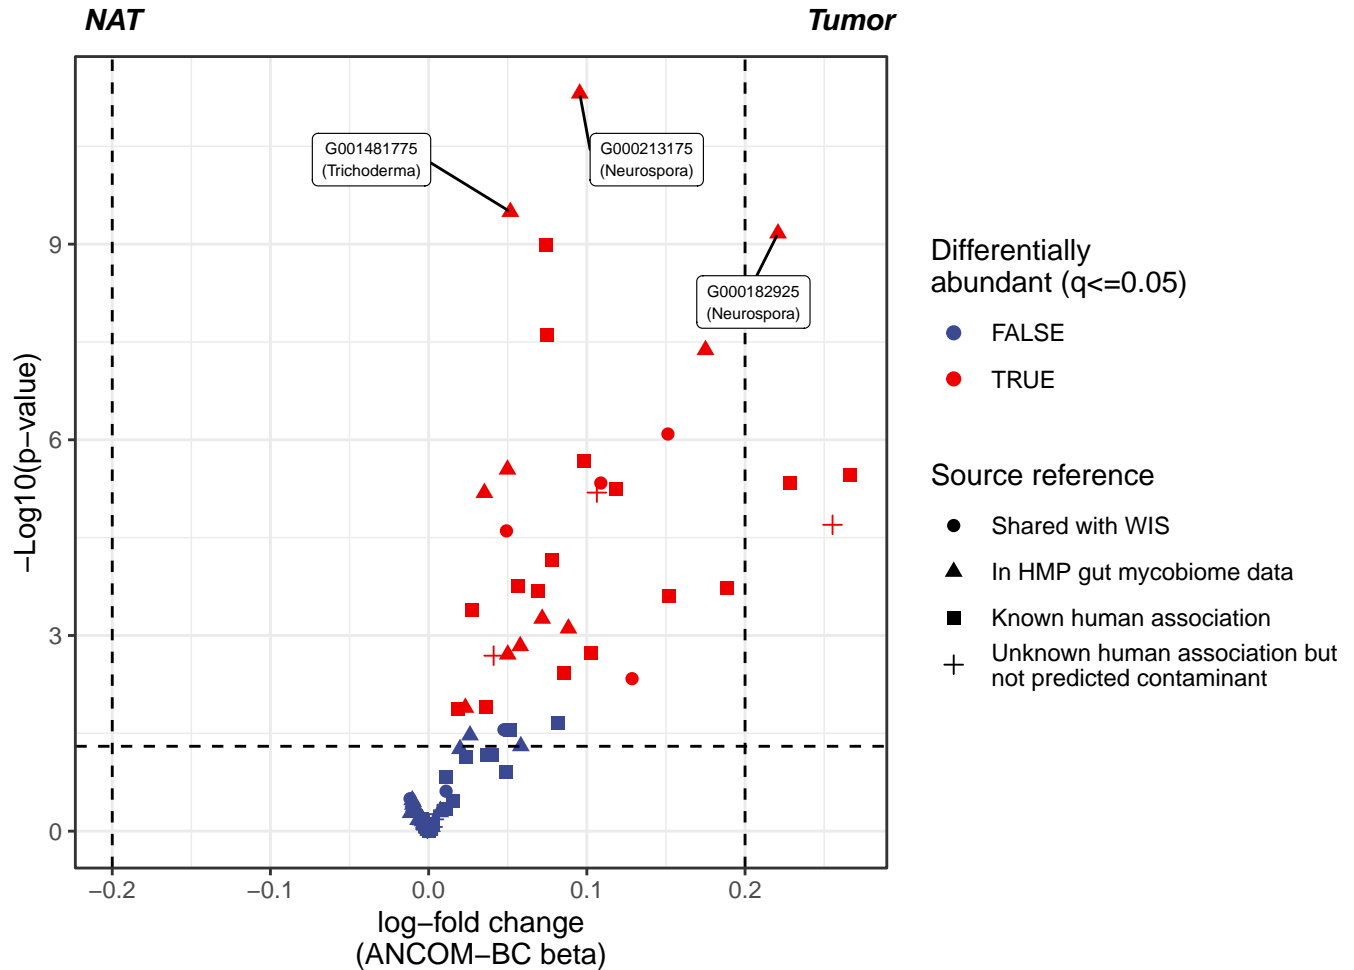 NAT
Tumor
G001481775
(Trichoderma)
G000213175
(Neurospora)
G000182925
(Neurospora)
9
6
3
0
−Log10(p−value)
−0.2
−0.1
0.0
0.1
0.2
log−fold change
(ANCOM−BC beta)
Differentially
abundant (q<=0.05)
FALSE
TRUE
Source reference
Shared with WIS
In HMP gut mycobiome data
Known human association
Unknown human association but
not predicted contaminant